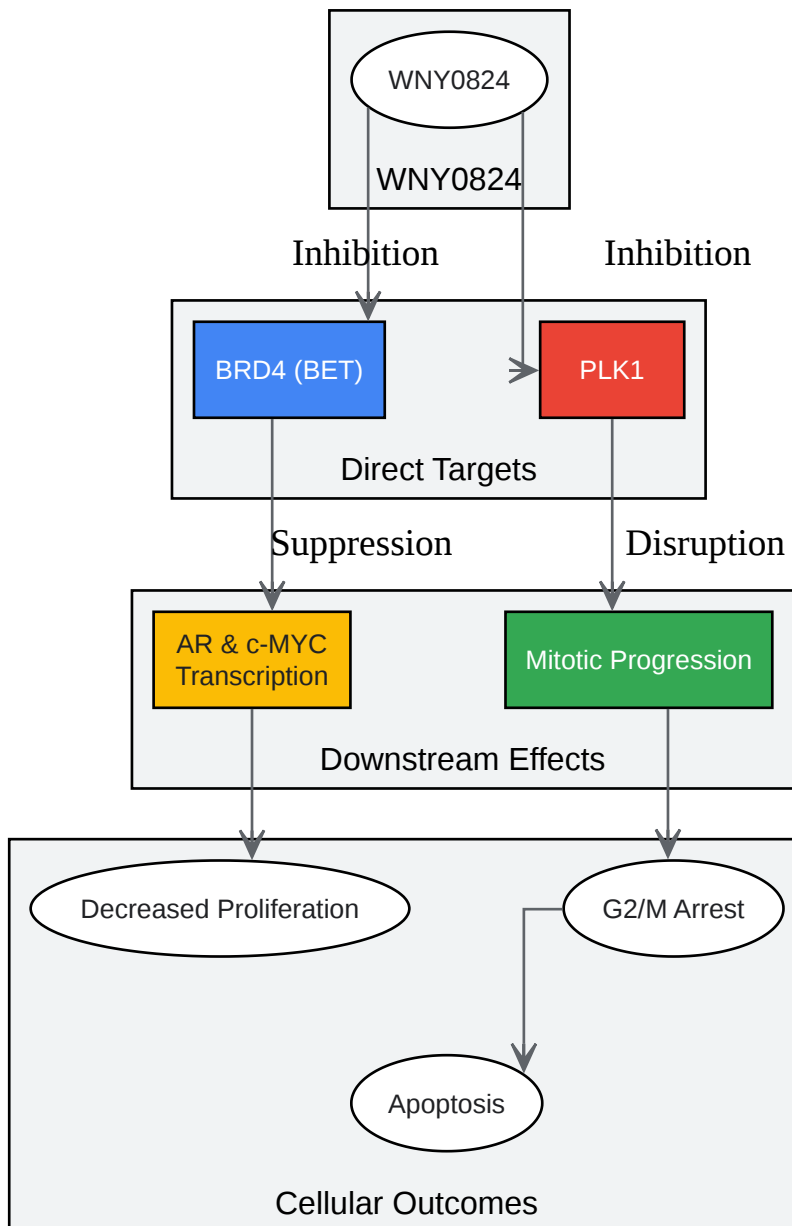 WNY0824
WNY0824
Inhibition
Inhibition
BRD4 (BET)
PLK1
Direct Targets
Suppression
Disruption
AR & c-MYC
Transcription
Mitotic Progression
Downstream Effects
Decreased Proliferation
G2/M Arrest
Apoptosis
Cellular Outcomes